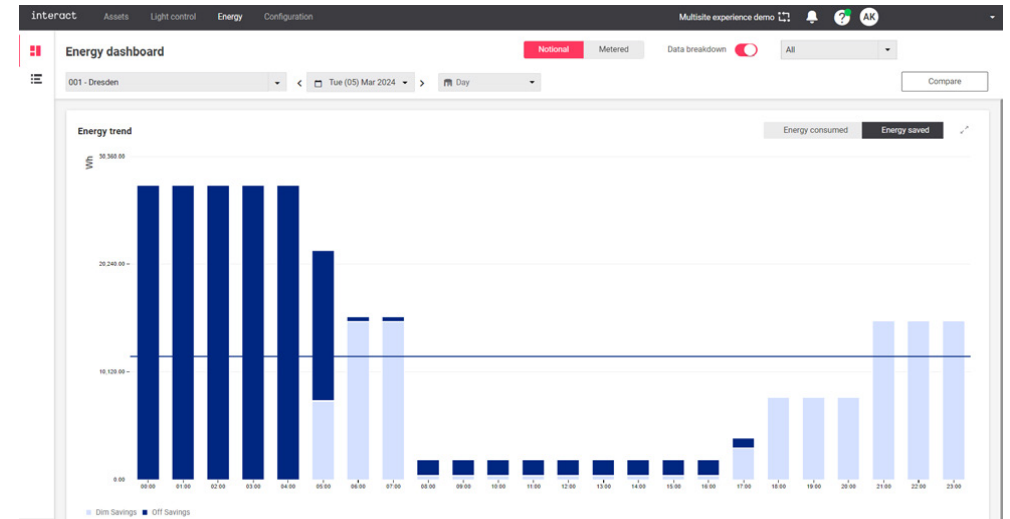 interact Assets Light control Energy Configuration Multisite experience demo ? AK
Energy dashboard Notional Metered Data breakdown All
001 - Dresden < Tue (05) Mar 2024 > Day Compare
Energy trend Energy consumed Energy saved
Wh
30,360.00
20,240.00
10,120.00
0.00
00:00 01:00 02:00 03:00 04:00 05:00 06:00 07:00 08:00 09:00 10:00 11:00 12:00 13:00 14:00 15:00 16:00 17:00 18:00 19:00 20:00 21:00 22:00 23:00
Dim Savings Off Savings